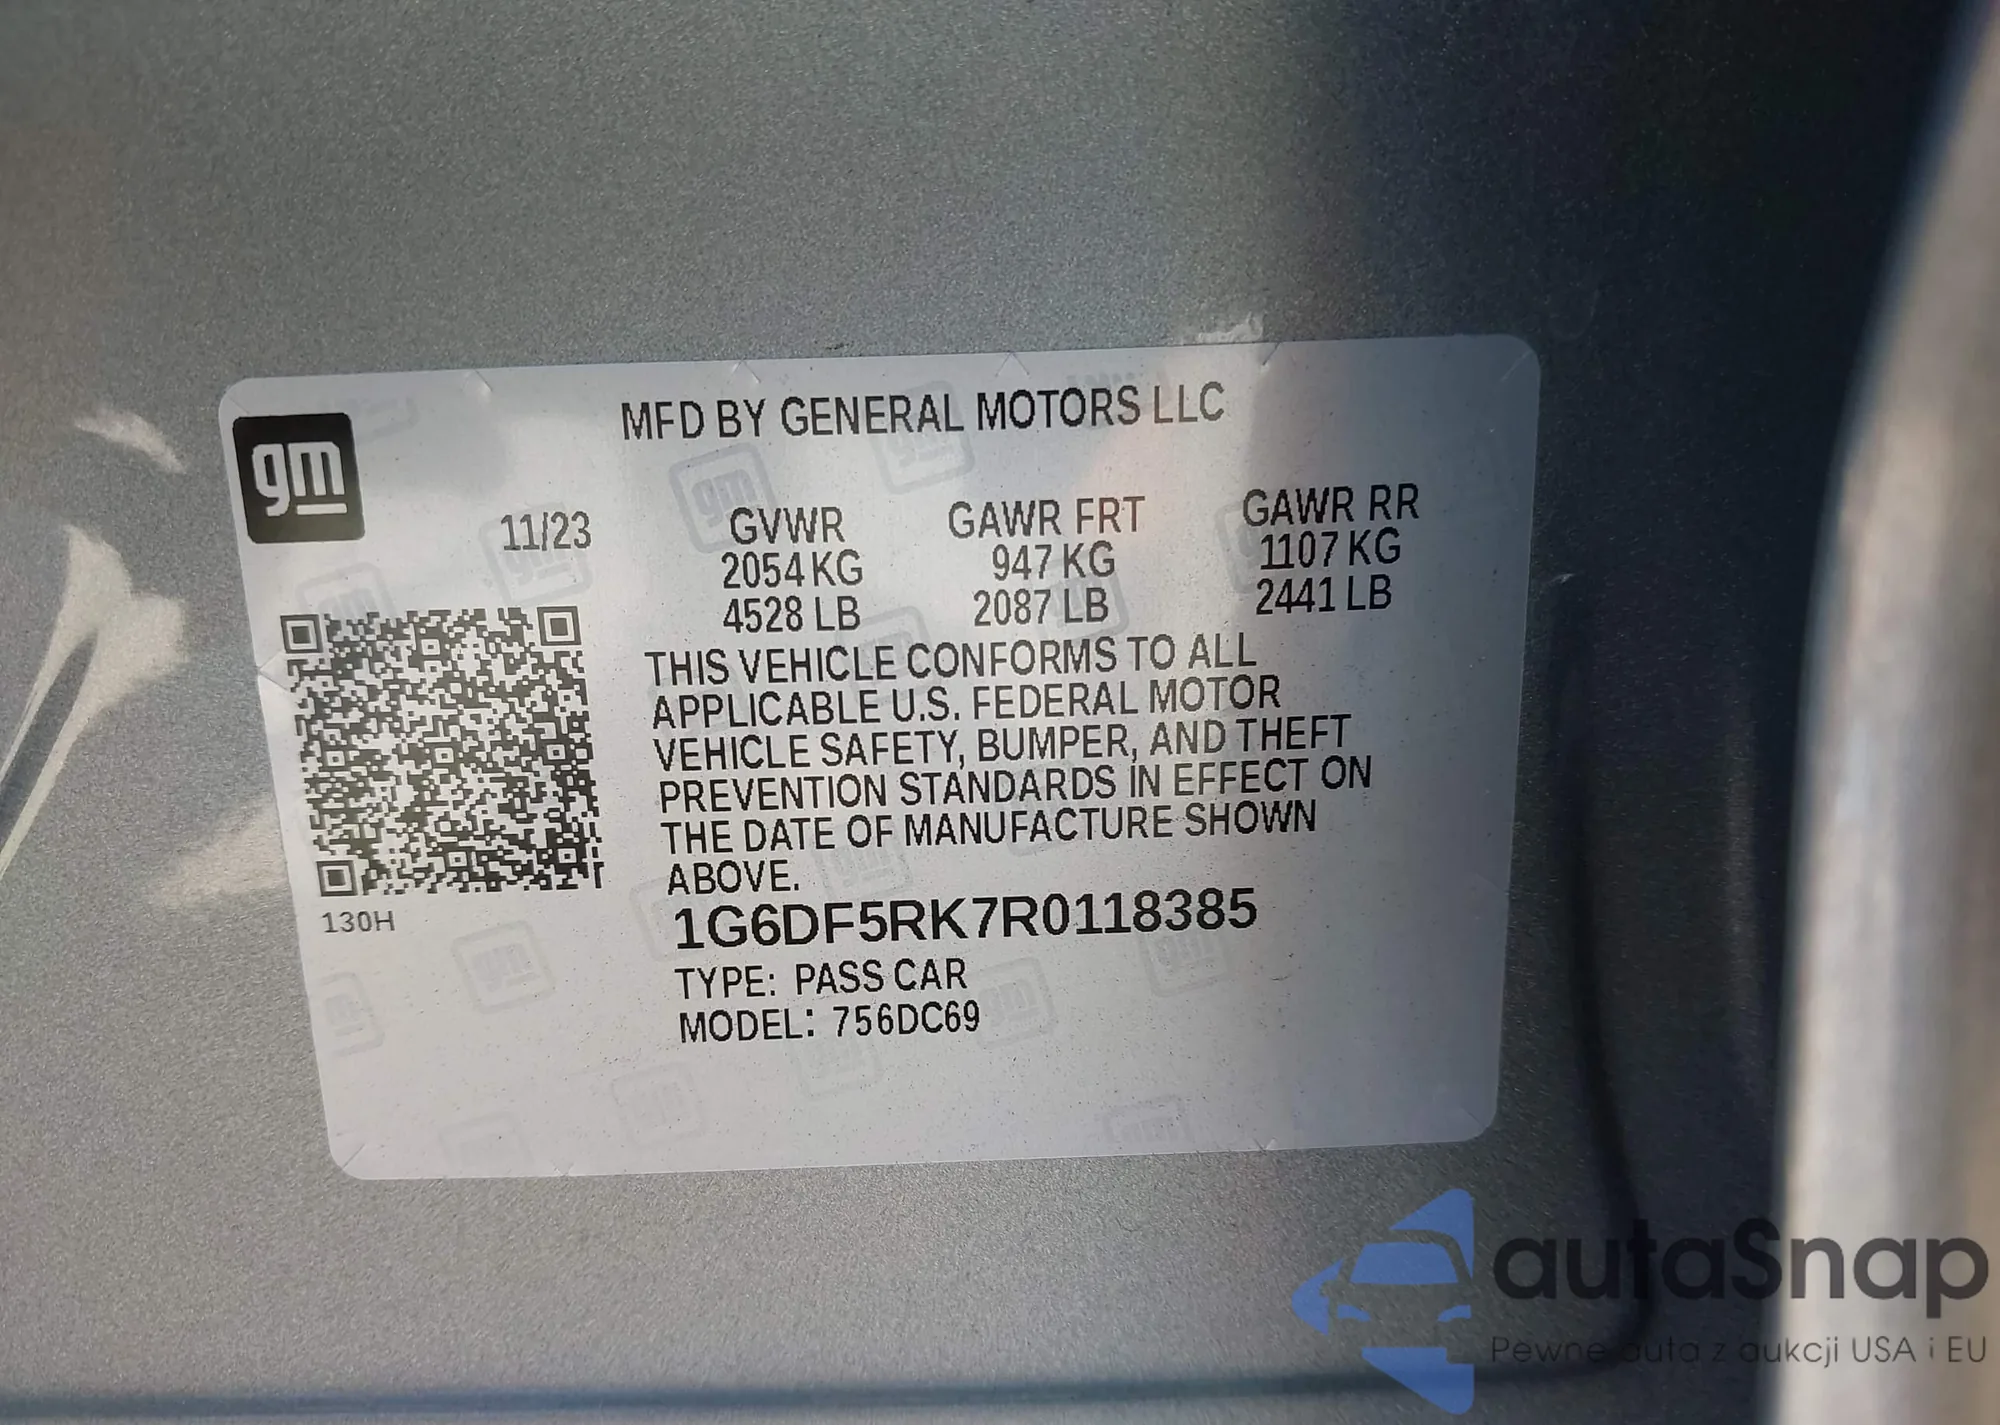 MFD BY GENERAL MOTORS LLC
gm
11/23
GVWR GAWR FRT GAWR RR
2054 KG 947 KG 1107 KG
4528 LB 2087 LB 2441 LB
THIS VEHICLE CONFORMS TO ALL
APPLICABLE U.S. FEDERAL MOTOR
VEHICLE SAFETY, BUMPER, AND THEFT
PREVENTION STANDARDS IN EFFECT ON
THE DATE OF MANUFACTURE SHOWN
ABOVE.
130H
1G6DF5RK7R0118385
TYPE: PASS CAR
MODEL: 756DC69
autaSnap
Pewne auta z aukcji USA i EU